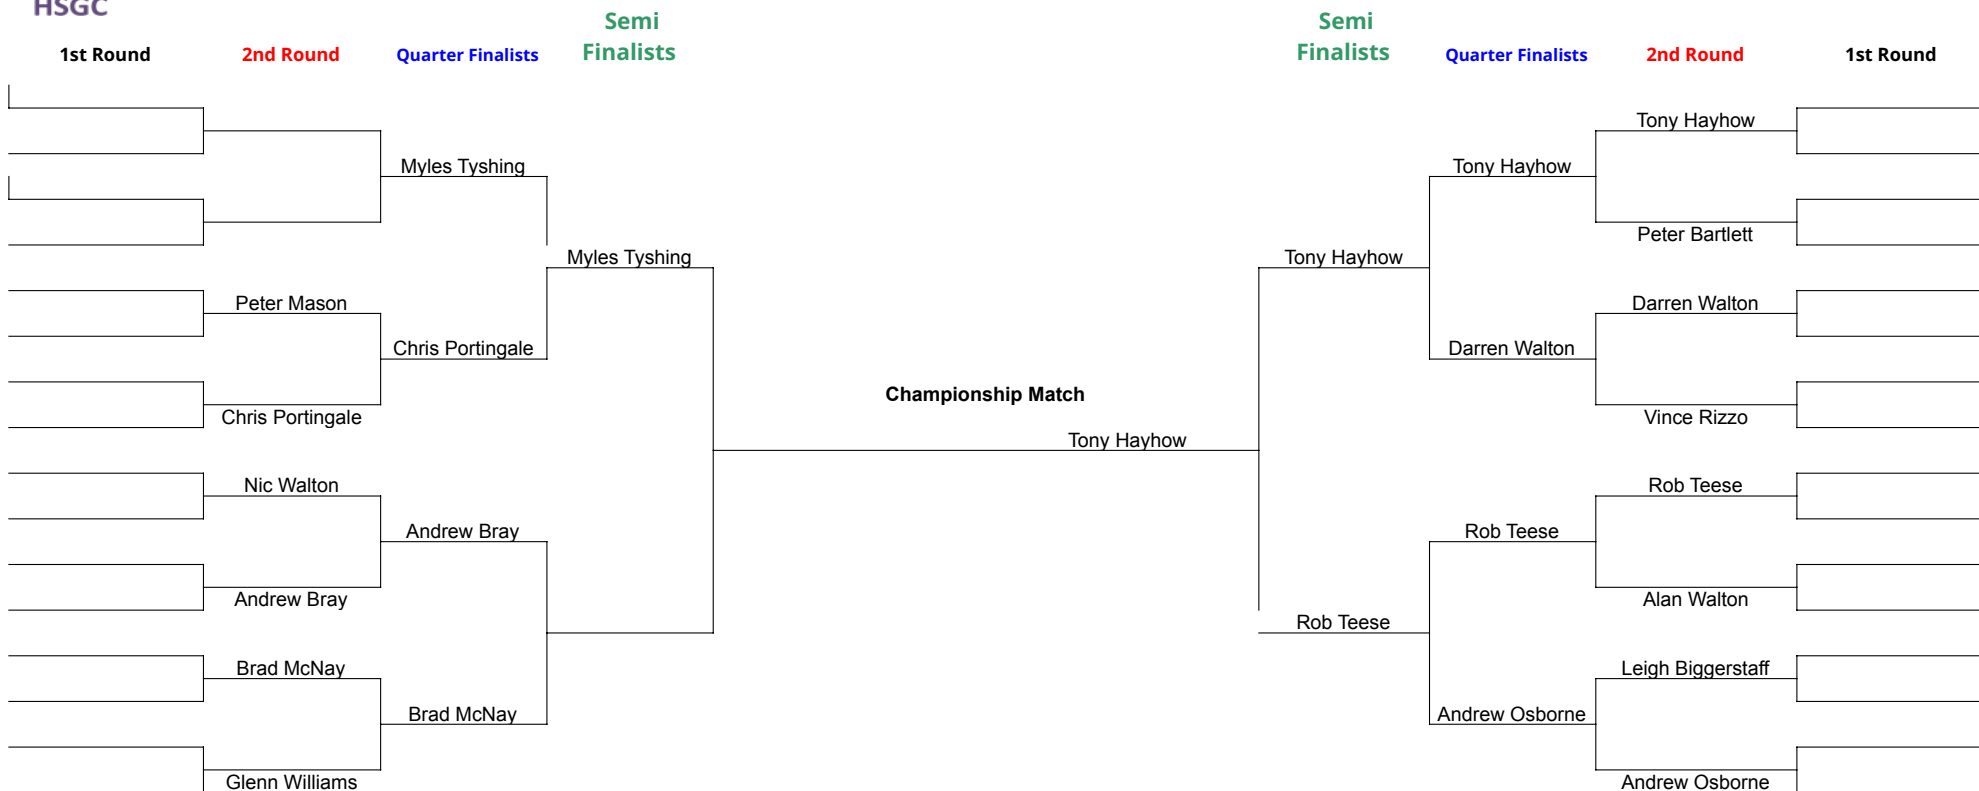 HSGC
Semi
Finalists
Semi
Finalists
1st Round
2nd Round
Quarter Finalists
Quarter Finalists
2nd Round
1st Round
Tony Hayhow
Myles Tyshing
Tony Hayhow
Peter Bartlett
Myles Tyshing
Tony Hayhow
Peter Mason
Darren Walton
Chris Portingale
Darren Walton
Championship Match
Chris Portingale
Vince Rizzo
Tony Hayhow
Nic Walton
Rob Teese
Andrew Bray
Rob Teese
Andrew Bray
Alan Walton
Rob Teese
Brad McNay
Leigh Biggerstaff
Brad McNay
Andrew Osborne
Glenn Williams
Andrew Osborne